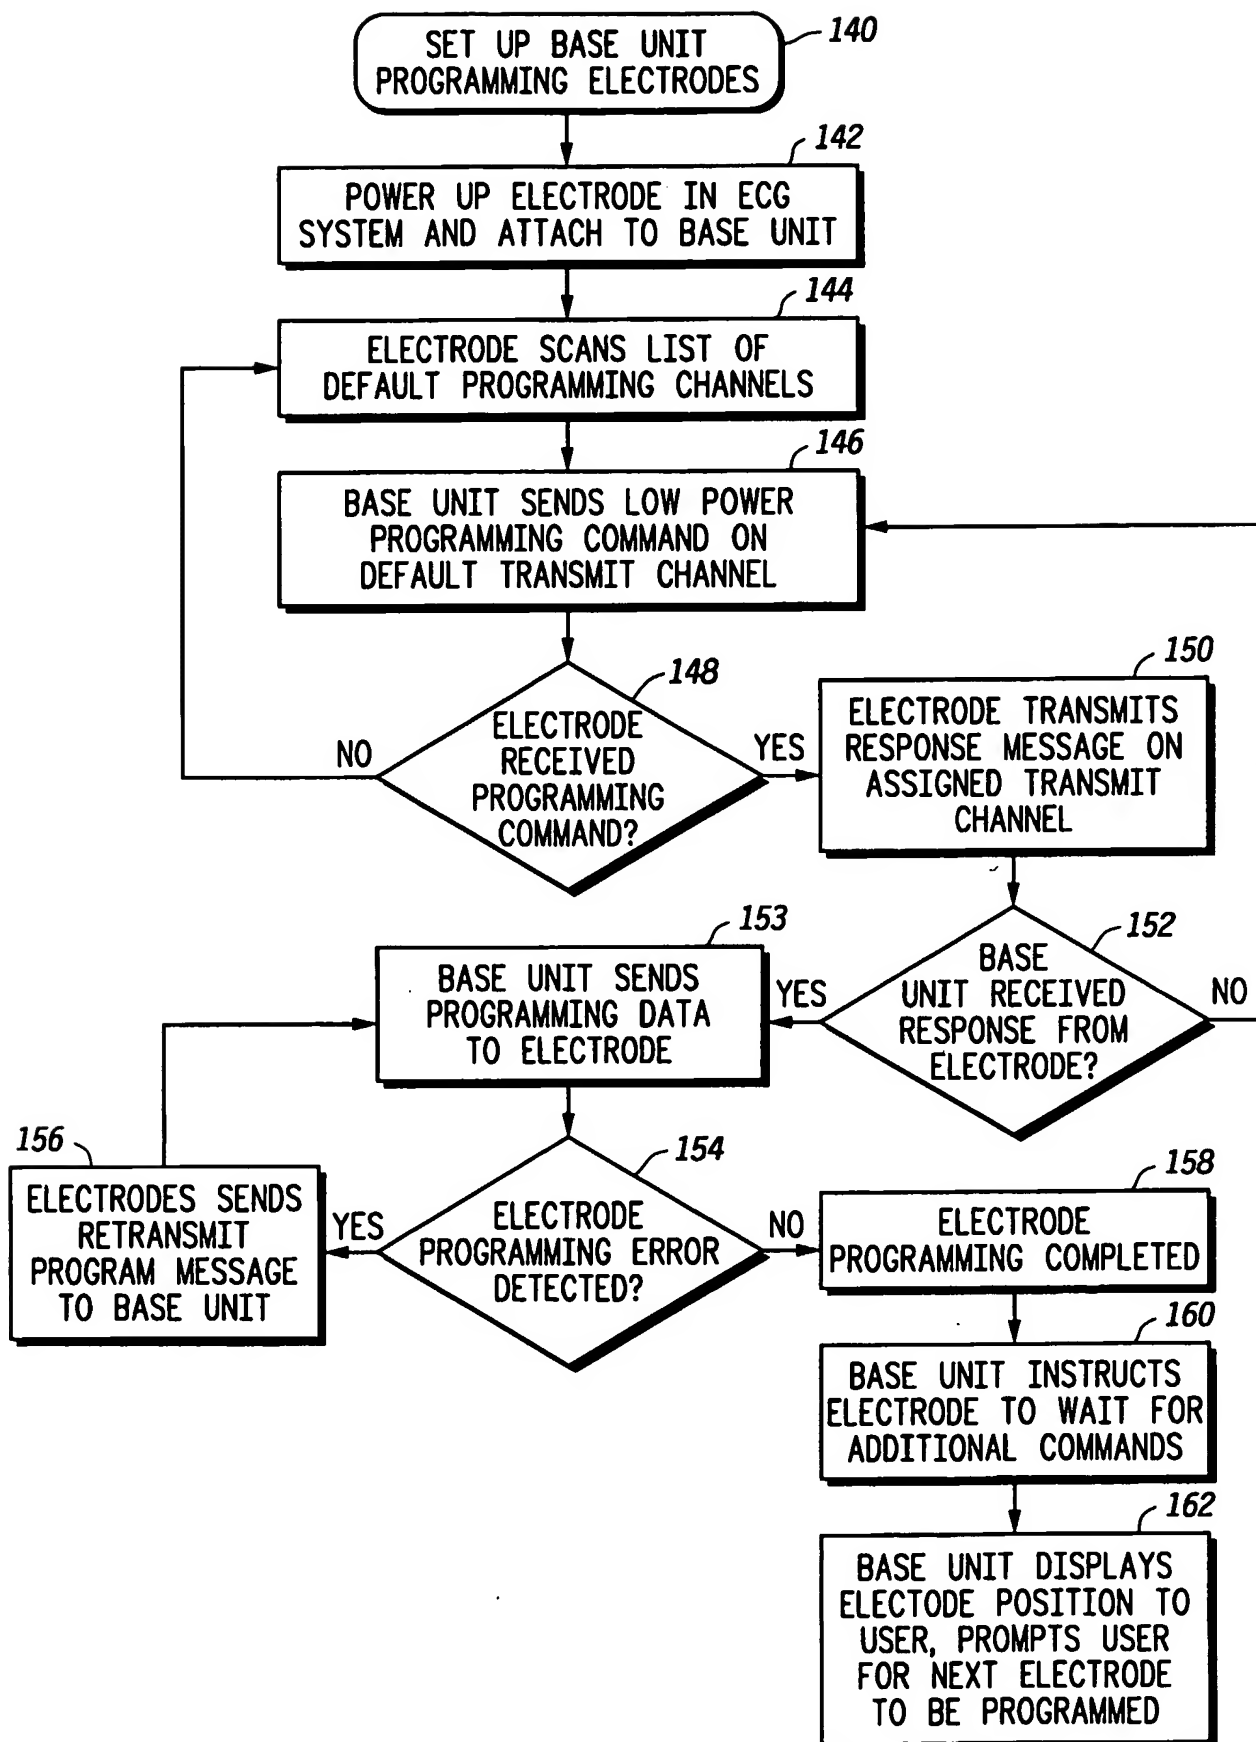 140
SET UP BASE UNIT
PROGRAMMING ELECTRODES
142
POWER UP ELECTRODE IN ECG
SYSTEM AND ATTACH TO BASE UNIT
144
ELECTRODE SCANS LIST OF
DEFAULT PROGRAMMING CHANNELS
146
BASE UNIT SENDS LOW POWER
PROGRAMMING COMMAND ON
DEFAULT TRANSMIT CHANNEL
148
ELECTRODE
RECEIVED
PROGRAMMING
COMMAND?
NO
YES
150
ELECTRODE TRANSMITS
RESPONSE MESSAGE ON
ASSIGNED TRANSMIT
CHANNEL
152
BASE
UNIT RECEIVED
RESPONSE FROM
ELECTRODE?
YES
NO
153
BASE UNIT SENDS
PROGRAMMING DATA
TO ELECTRODE
154
ELECTRODE
PROGRAMMING ERROR
DETECTED?
YES
NO
156
ELECTRODES SENDS
RETRANSMIT
PROGRAM MESSAGE
TO BASE UNIT
158
ELECTRODE
PROGRAMMING COMPLETED
160
BASE UNIT INSTRUCTS
ELECTRODE TO WAIT FOR
ADDITIONAL COMMANDS
162
BASE UNIT DISPLAYS
ELECTODE POSITION TO
USER, PROMPTS USER
FOR NEXT ELECTRODE
TO BE PROGRAMMED